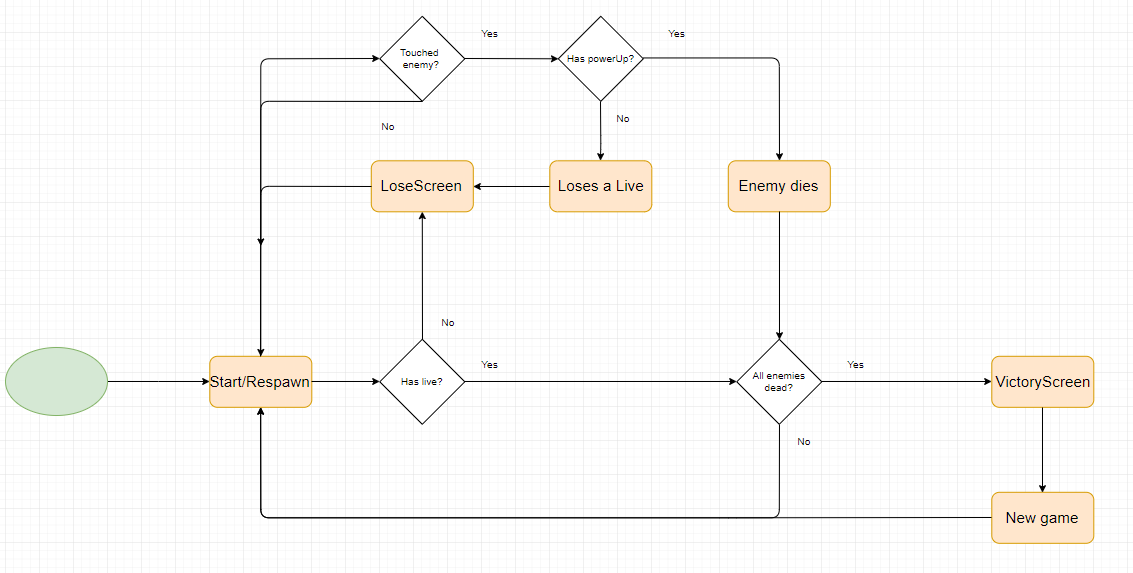 Yes
Yes
Touched
enemy?
Has powerUp?
No
No
LoseScreen
Loses a Live
Enemy dies
No
Yes
Yes
Start/Respawn
Has live?
All enemies
dead?
VictoryScreen
No
New game